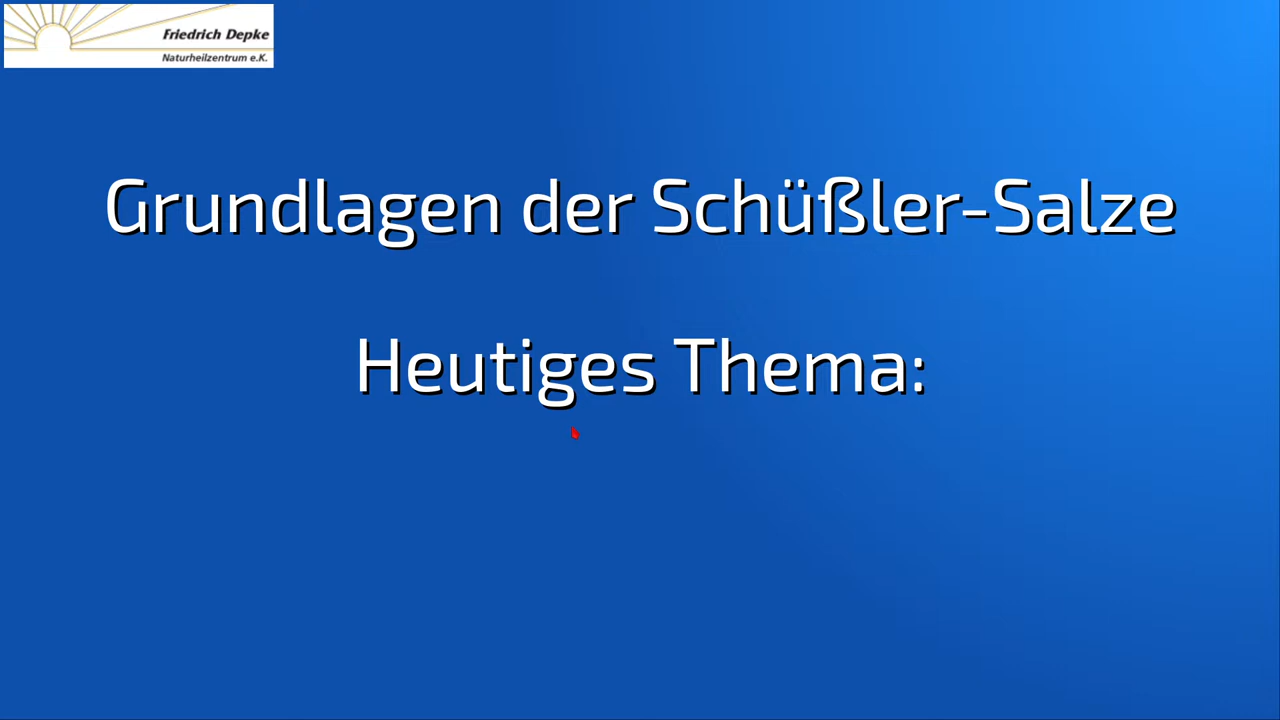 Friedrich Depke
Naturheilzentrum e.K.
Grundlagen der Schüßler-Salze
Heutiges Thema: